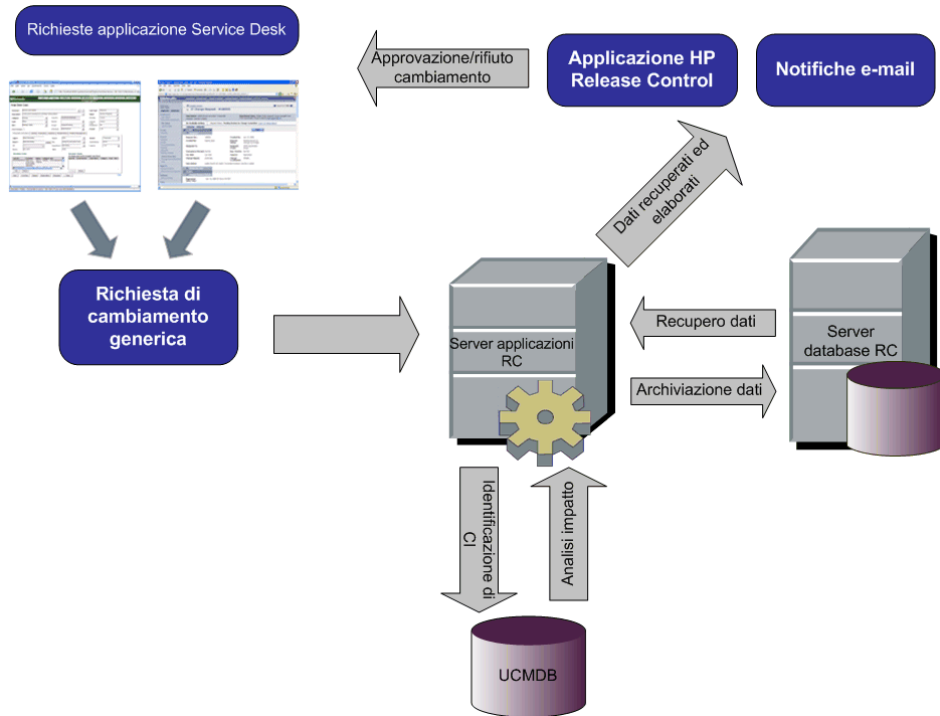 Richieste applicazione Service Desk
Approvazione/rifiuto
cambiamento
Applicazione HP
Release Control
Notifiche e-mail
Dati recuperati ed
elaborati
Richiesta di
cambiamento
generica
Server applicazioni
RC
Recupero dati
Archiviazione dati
Server
database RC
Identificazione di
CI
Analisi impatto
UCMDB